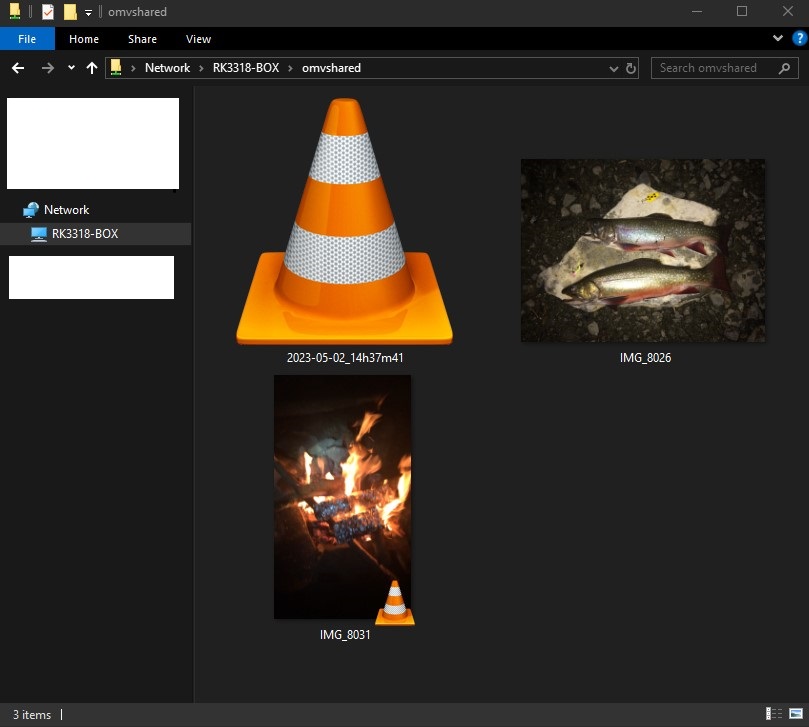 omvshared
File Home Share View
Network RK3318-BOX omvshared
Search omvshared
Network
RK3318-BOX
2023-05-02_14h37m41
IMG_8026
IMG_8031
3 items